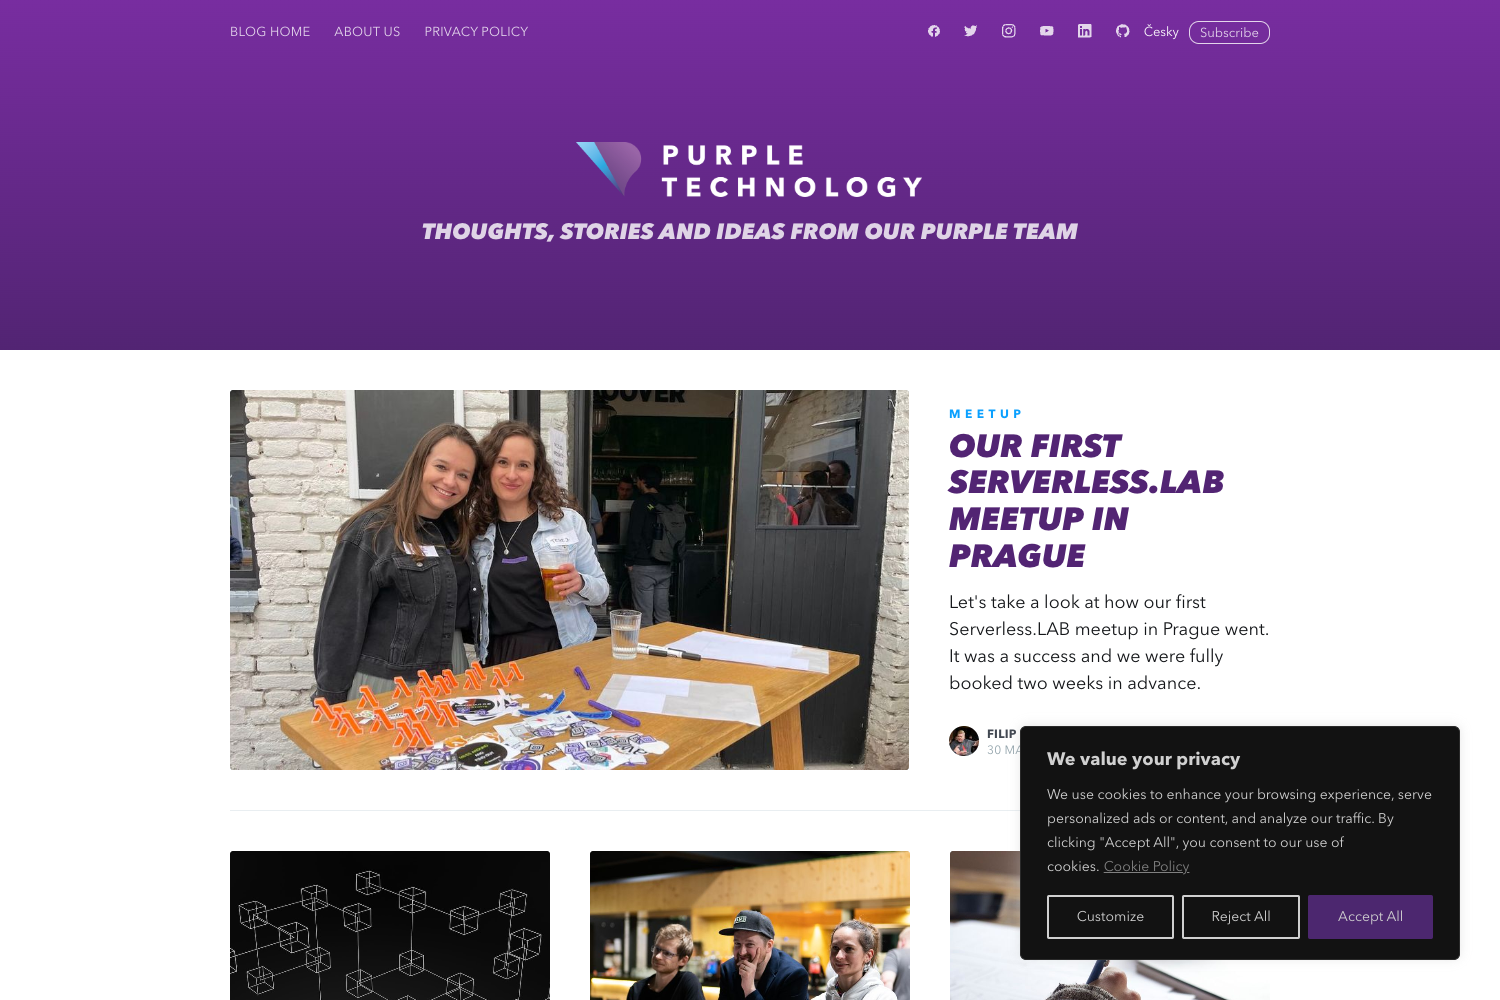 BLOG HOME ABOUT US PRIVACY POLICY Česky Subscribe
PURPLE
TECHNOLOGY
THOUGHTS, STORIES AND IDEAS FROM OUR PURPLE TEAM
MEETUP
OUR FIRST
SERVERLESS.LAB
MEETUP IN
PRAGUE
Let's take a look at how our first
Serverless.LAB meetup in Prague went.
It was a success and we were fully
booked two weeks in advance.
FILIP
30 MA
We value your privacy
We use cookies to enhance your browsing experience, serve
personalized ads or content, and analyze our traffic. By
clicking "Accept All", you consent to our use of
cookies. Cookie Policy
Customize Reject All Accept All